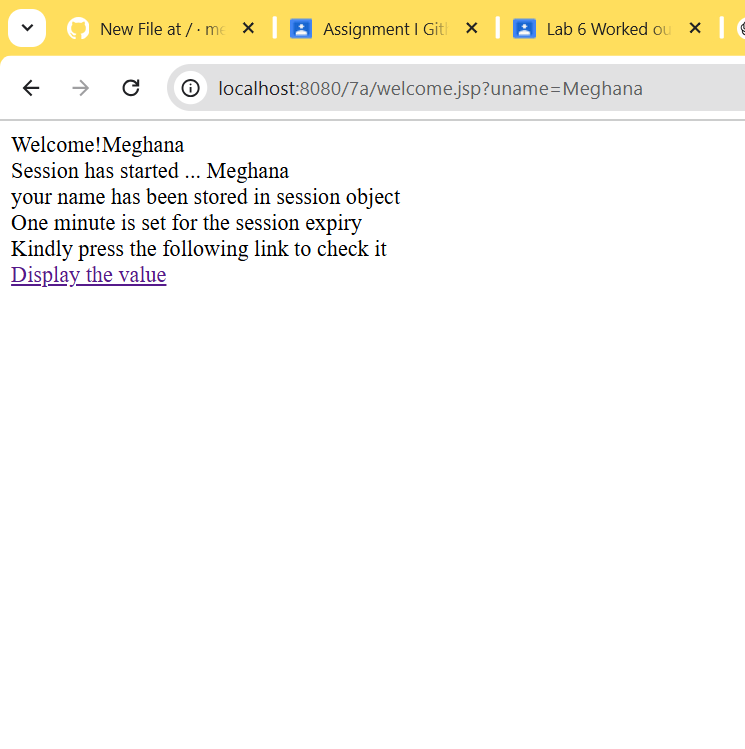 New File at / · me
Assignment I Git
Lab 6 Worked ou
localhost:8080/7a/welcome.jsp?uname=Meghana
Welcome!Meghana
Session has started ... Meghana
your name has been stored in session object
One minute is set for the session expiry
Kindly press the following link to check it
Display the value